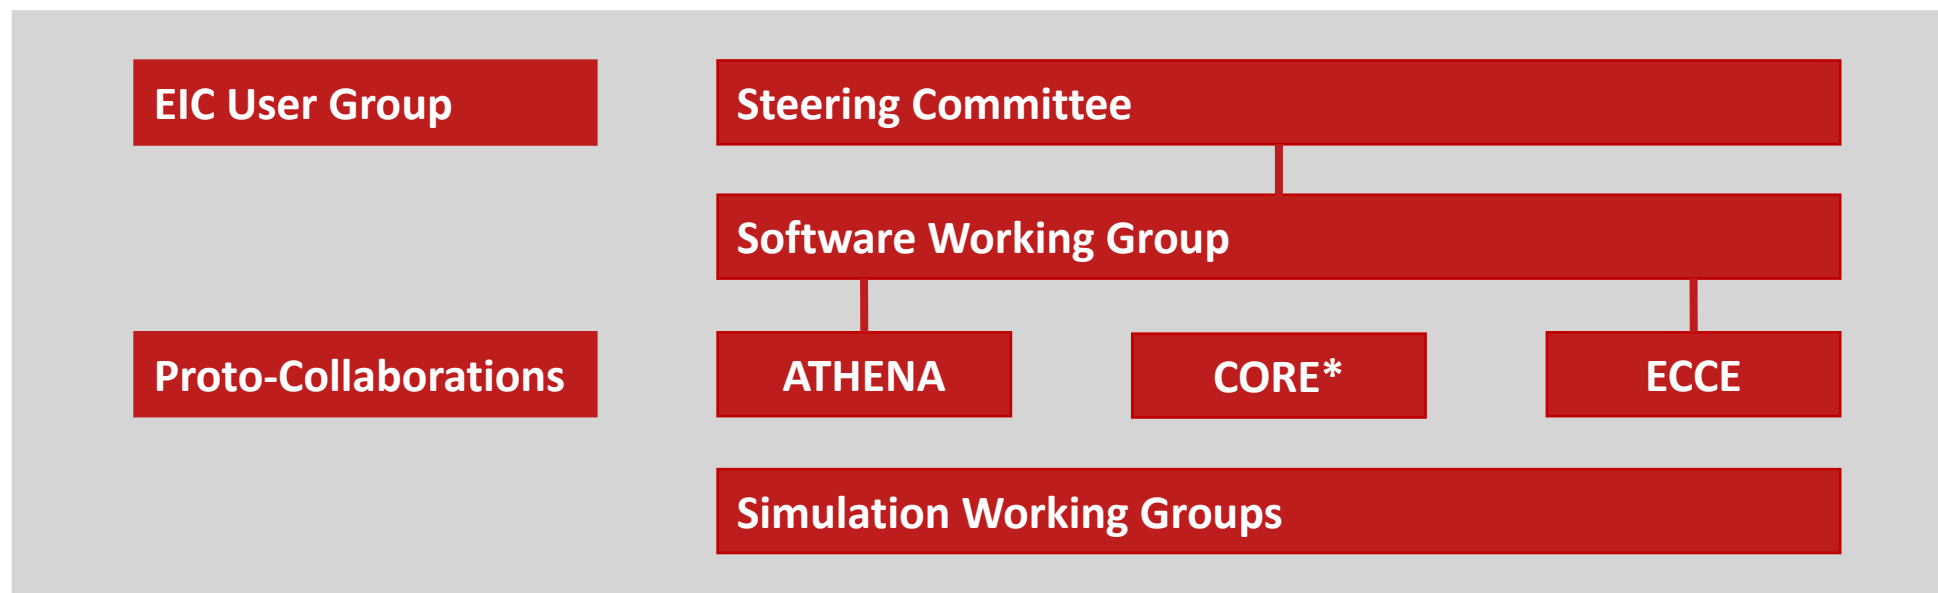 EIC User Group
Steering Committee
Software Working Group
Proto-Collaborations
ATHENA
CORE*
ECCE
Simulation Working Groups